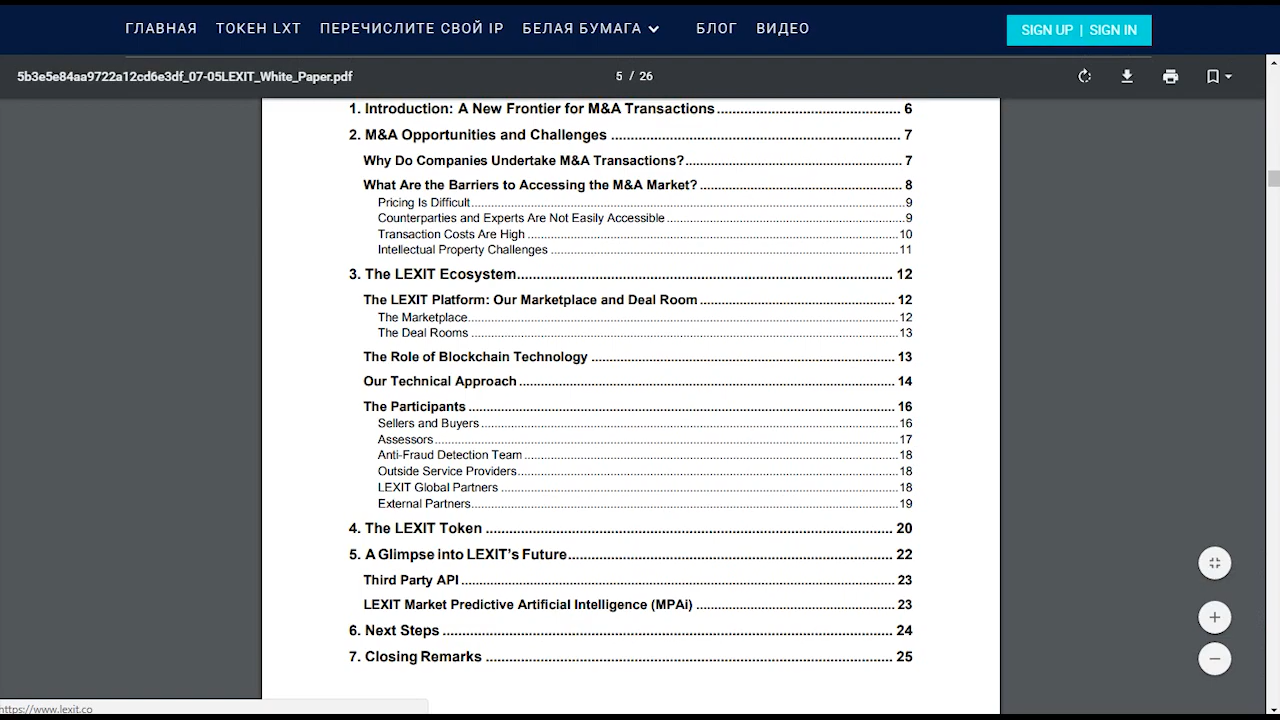 ГЛАВНАЯ ТОКЕН LXT ПЕРЕЧИСЛИТЕ СВОЙ IP БЕЛАЯ БУМАГА БЛОГ ВИДЕО SIGN UP | SIGN IN
5b3e5e84aa9722a12cd6e3df_07-05LEXIT_White_Paper.pdf 5 / 26
1. Introduction: A New Frontier for M&A Transactions 6
2. M&A Opportunities and Challenges 7
Why Do Companies Undertake M&A Transactions? 7
What Are the Barriers to Accessing the M&A Market? 8
Pricing Is Difficult 9
Counterparties and Experts Are Not Easily Accessible 9
Transaction Costs Are High 10
Intellectual Property Challenges 11
3. The LEXIT Ecosystem 12
The LEXIT Platform: Our Marketplace and Deal Room 12
The Marketplace 12
The Deal Rooms 13
The Role of Blockchain Technology 13
Our Technical Approach 14
The Participants 16
Sellers and Buyers 16
Assessors 17
Anti-Fraud Detection Team 18
Outside Service Providers 18
LEXIT Global Partners 18
External Partners 19
4. The LEXIT Token 20
5. A Glimpse into LEXIT's Future 22
Third Party API 23
LEXIT Market Predictive Artificial Intelligence (MPAi) 23
6. Next Steps 24
7. Closing Remarks 25
https://www.lexit.co